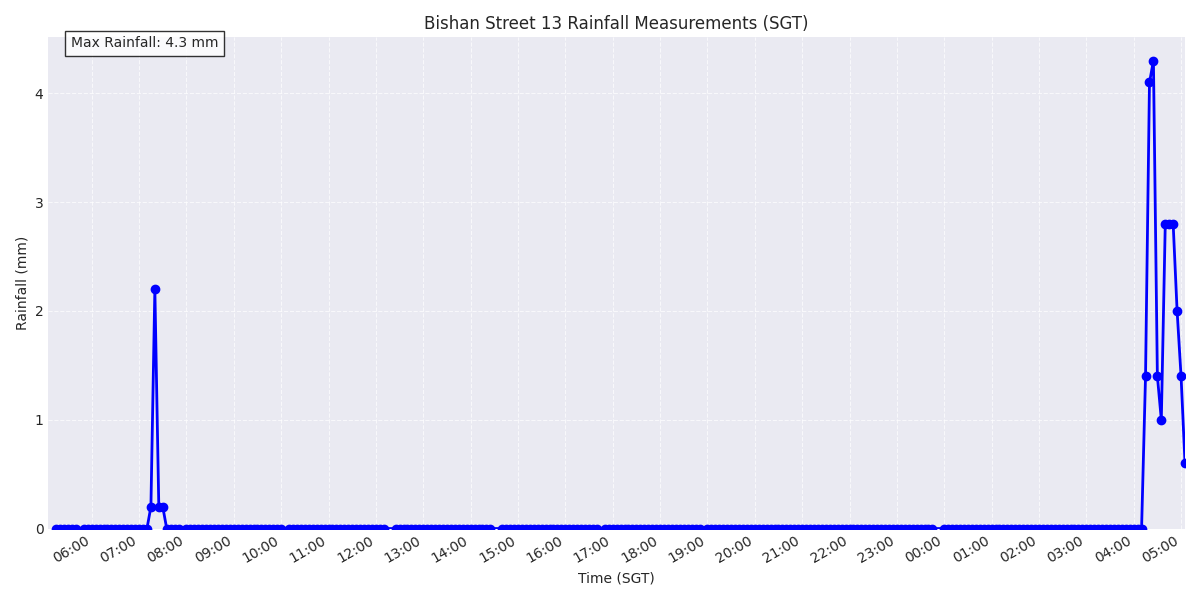 Bishan Street 13 Rainfall Measurements (SGT)
Max Rainfall: 4.3 mm
Rainfall (mm)
4
3
2
1
0
06:00 07:00 08:00 09:00 10:00 11:00 12:00 13:00 14:00 15:00 16:00 17:00 18:00 19:00 20:00 21:00 22:00 23:00 00:00 01:00 02:00 03:00 04:00 05:00
Time (SGT)